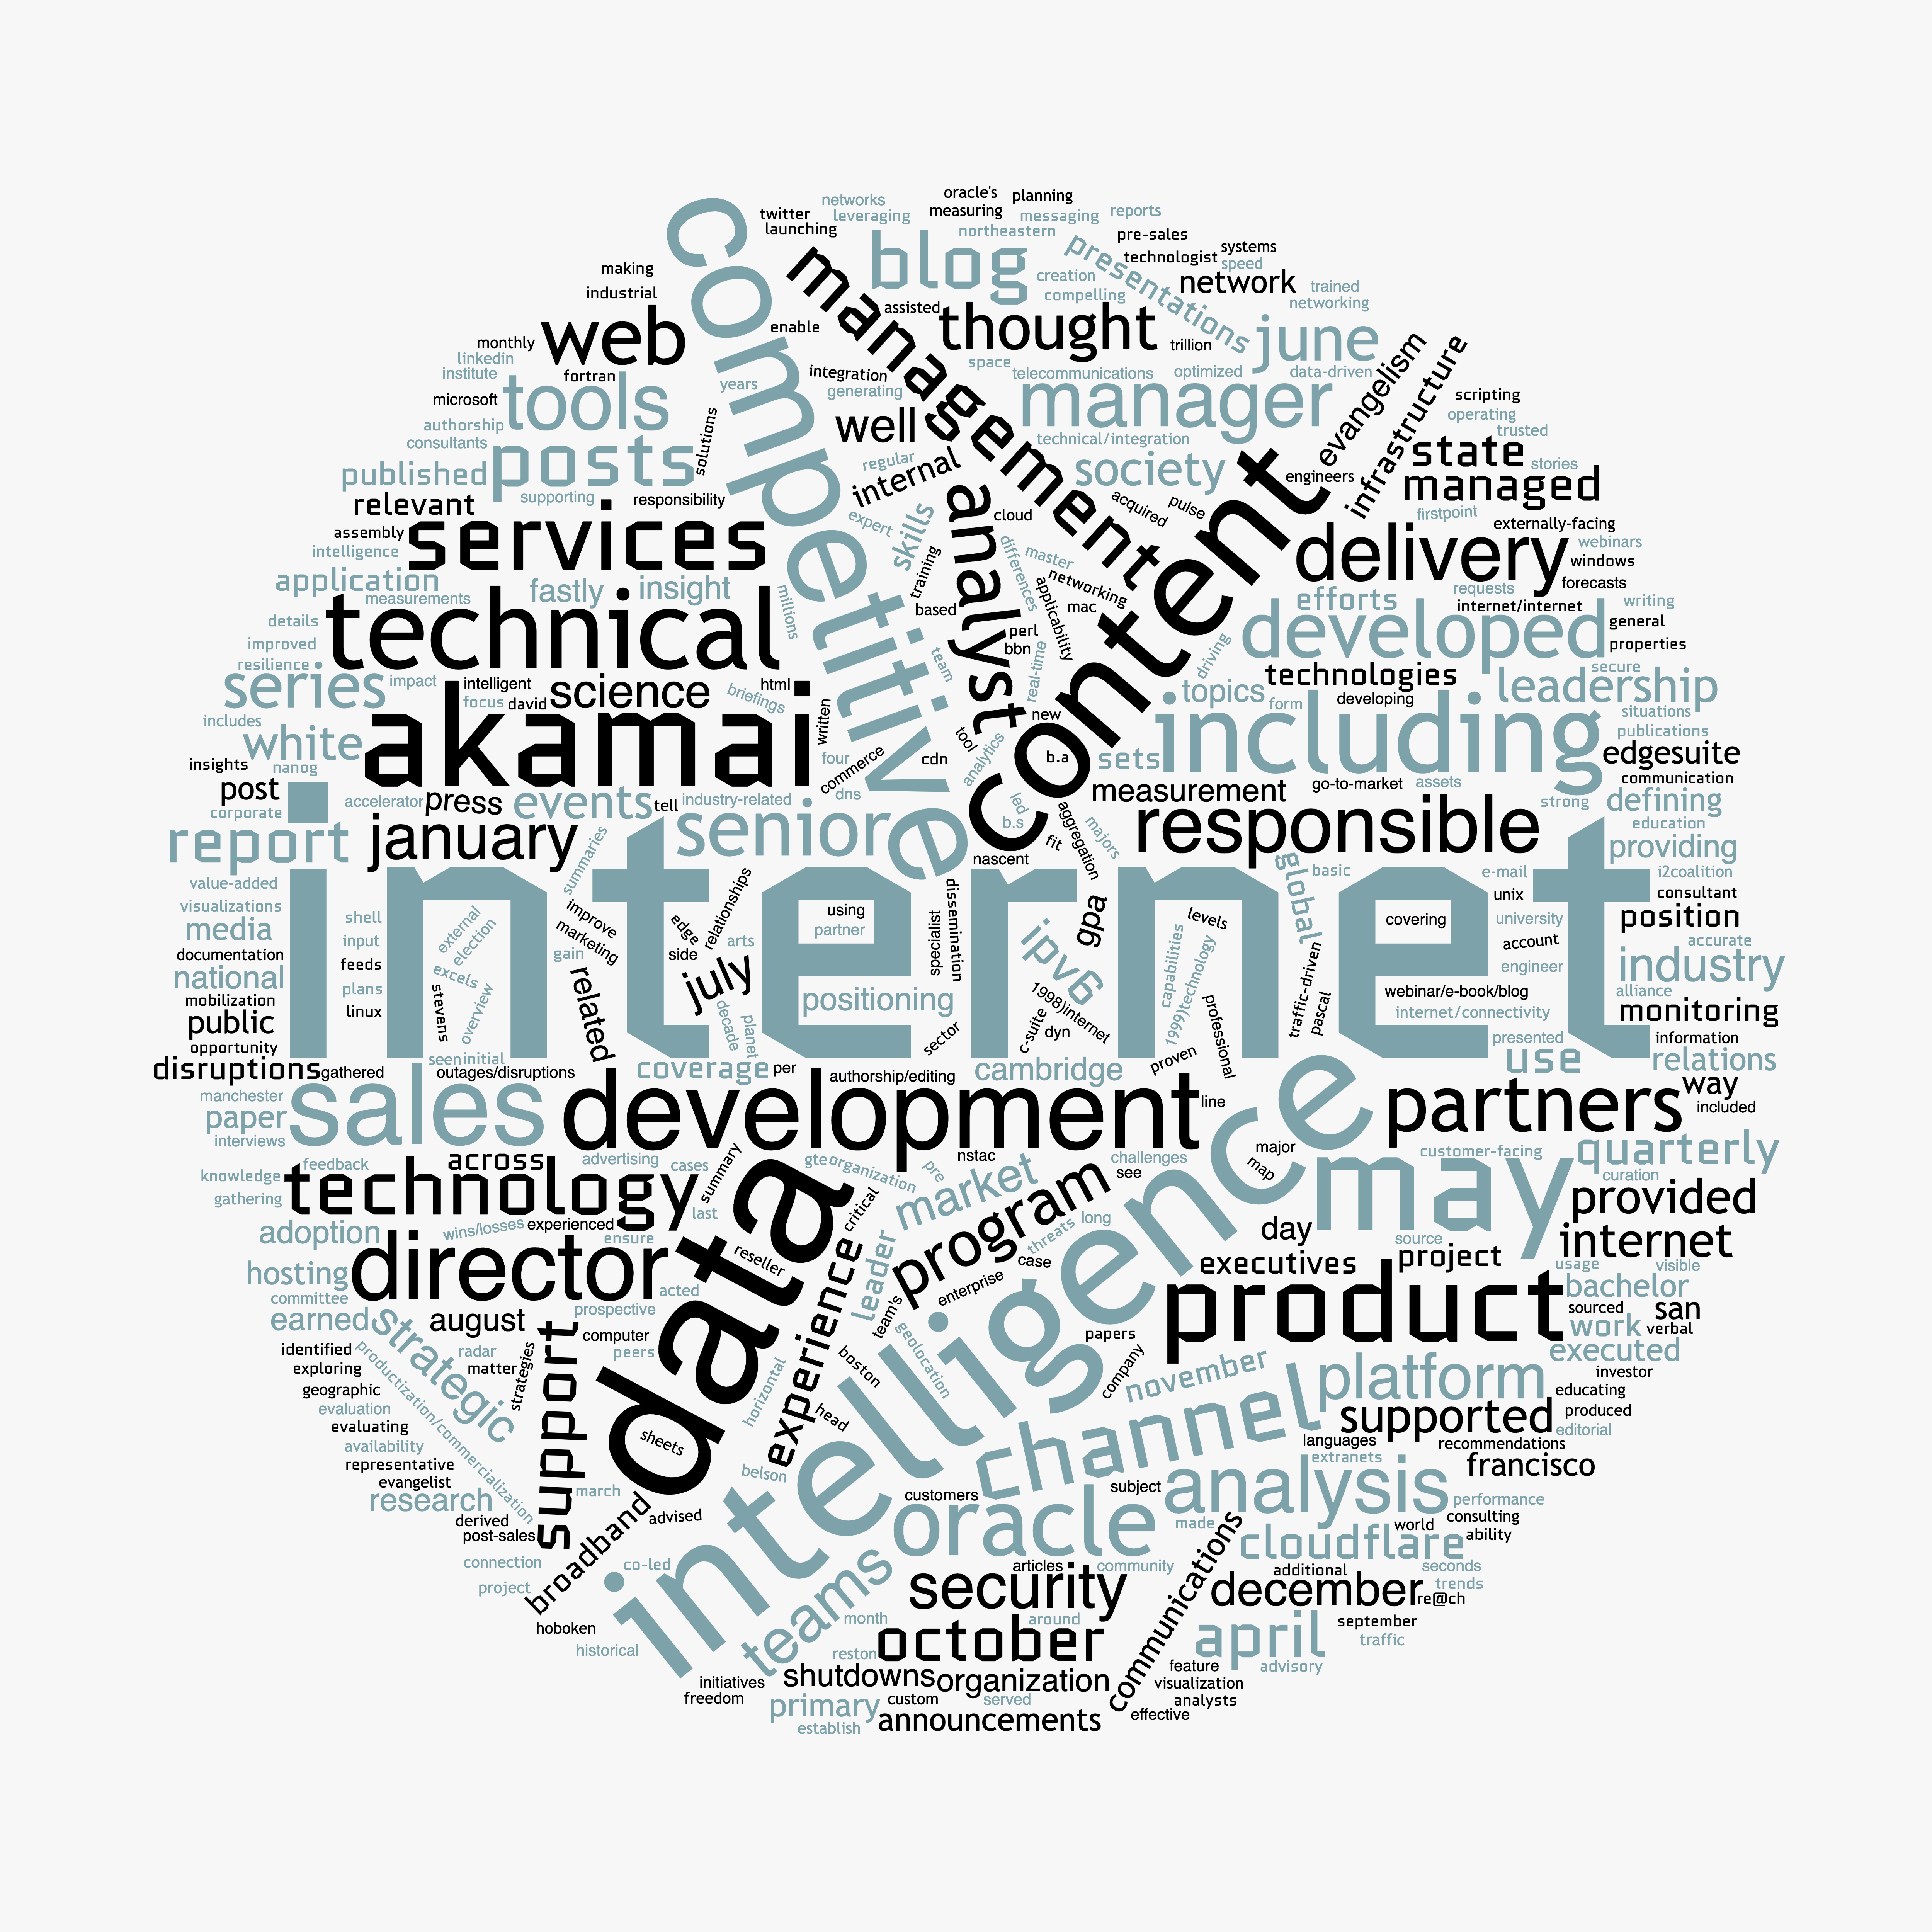 oracle's
planning
networks
twitter
leveraging
measuring
messaging
reports
launching
northeastern
pre-sales
blog
presentations
systems
technologist
speed
competitive
management
creation
network
trained
making
compelling
networking
industrial
assisted
thought
june
enable
web
trillion
monthly
evangelism
infrastructure
linkedin
space
institute
fortran
integration
telecommunications
optimized
data-driven
tools
years
generating
manager
scripting
microsoft
operating
authorship
well
trusted
consultants
solutions
technical/integration
state
posts
regular
internal
society
content
engineers
stories
published
managed
supporting
responsibility
analyst
acquired
pulse
firstpoint
relevant
expert
skills
cloud
externally-facing
assembly
services
webinars
intelligence
differences
master
delivery
windows
application
fastly
insight
training
networking
forecasts
measurements
millions
applicability
requests
efforts
writing
based
mac
internet/internet
details
technical
developed
general
improved
perl
bbn
driving
properties
resilience
team
real-time
technologies
secure
series
impact
intelligent
science
html
topics
leadership
focus
david
briefings
form
developing
situations
includes
akamai
written
new
including
publications
white
tool
analytics
edgesuite
insights
nanog
four
commerce
cdn
b.a
sets
communication
post
accelerator
press
events
tell
industry-related
dns
measurement
go-to-market
assets
strong
defining
corporate
led
b.s
aggregation
majors
education
report
january
senior
fit
responsible
providing
summaries
nascent
value-added
internet
relationships
dissemination
global
basic
e-mail
i2coalition
visualizations
unix
consultant
media
shell
external
election
improve
marketing
edge
side
using
partner
specialist
gpa
levels
covering
university
position
documentation
input
arts
ipv6
account
accurate
national
feeds
excels
gain
july
capabilities
1999)technology
traffic-driven
engineer
industry
mobilization
plans
stevens
overview
related
positioning
1998)internet
professional
pascal
webinar/e-book/blog
alliance
public
linux
decade
planet
sector
c-suite
dyn
internet/connectivity
monitoring
opportunity
seen
initial
proven
presented
information
disruptions
gathered
outages/disruptions
coverage
per
authorship/editing
cambridge
use
relations
manchester
sales
development
line
partners
way
paper
included
interviews
intelligence
across
advertising
cases
summary
gte
organization
pre
nstac
challenges
major
customer-facing
quarterly
knowledge
feedback
data
market
see
map
may
curation
gathering
technology
program
provided
last
critical
adoption
wins/losses
experienced
threats
long
day
internet
ensure
source
hosting
director
reseller
experience
leader
case
executives
project
usage
visible
committee
acted
enterprise
product
bachelor
earned
strategic
august
prospective
team's
sourced
san
computer
geolocation
papers
work
verbal
identified
productization/commercialization
radar
strategies
support
peers
boston
company
executed
exploring
matter
november
platform
investor
geographic
horizontal
educating
evaluation
head
channel
supported
produced
evaluating
sheets
editorial
availability
languages
recommendations
representative
belson
extranets
francisco
evangelist
research
march
customers
subject
analysis
performance
derived
broadband
advised
oracle
made
communications
world
consulting
post-sales
cloudflare
ability
connection
co-led
teams
articles
community
additional
seconds
project
security
december
trends
re@ch
hoboken
month
around
september
historical
october
april
traffic
reston
initiatives
shutdowns
organization
feature
advisory
freedom
primary
custom
served
visualization
analysts
establish
announcements
effective